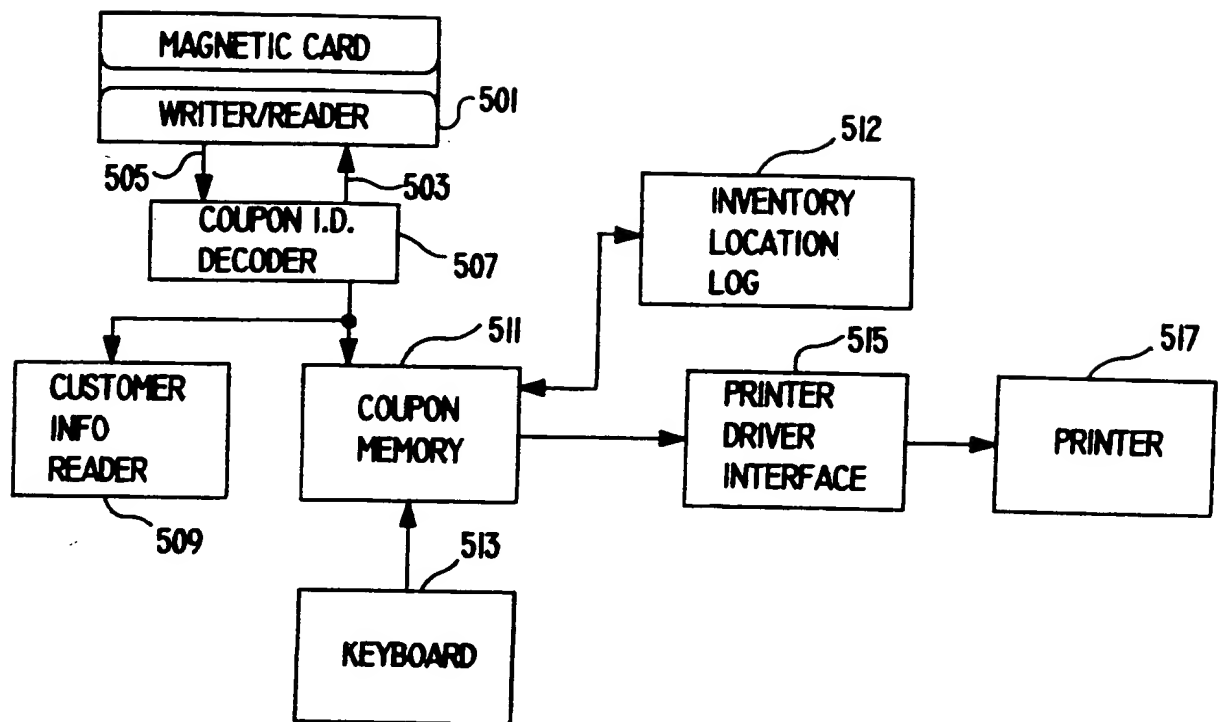 MAGNETIC CARD
WRITER/READER
501
505
503
COUPON I.D.
DECODER
507
512
INVENTORY
LOCATION
LOG
CUSTOMER
INFO
READER
509
511
COUPON
MEMORY
515
PRINTER
DRIVER
INTERFACE
517
PRINTER
513
KEYBOARD